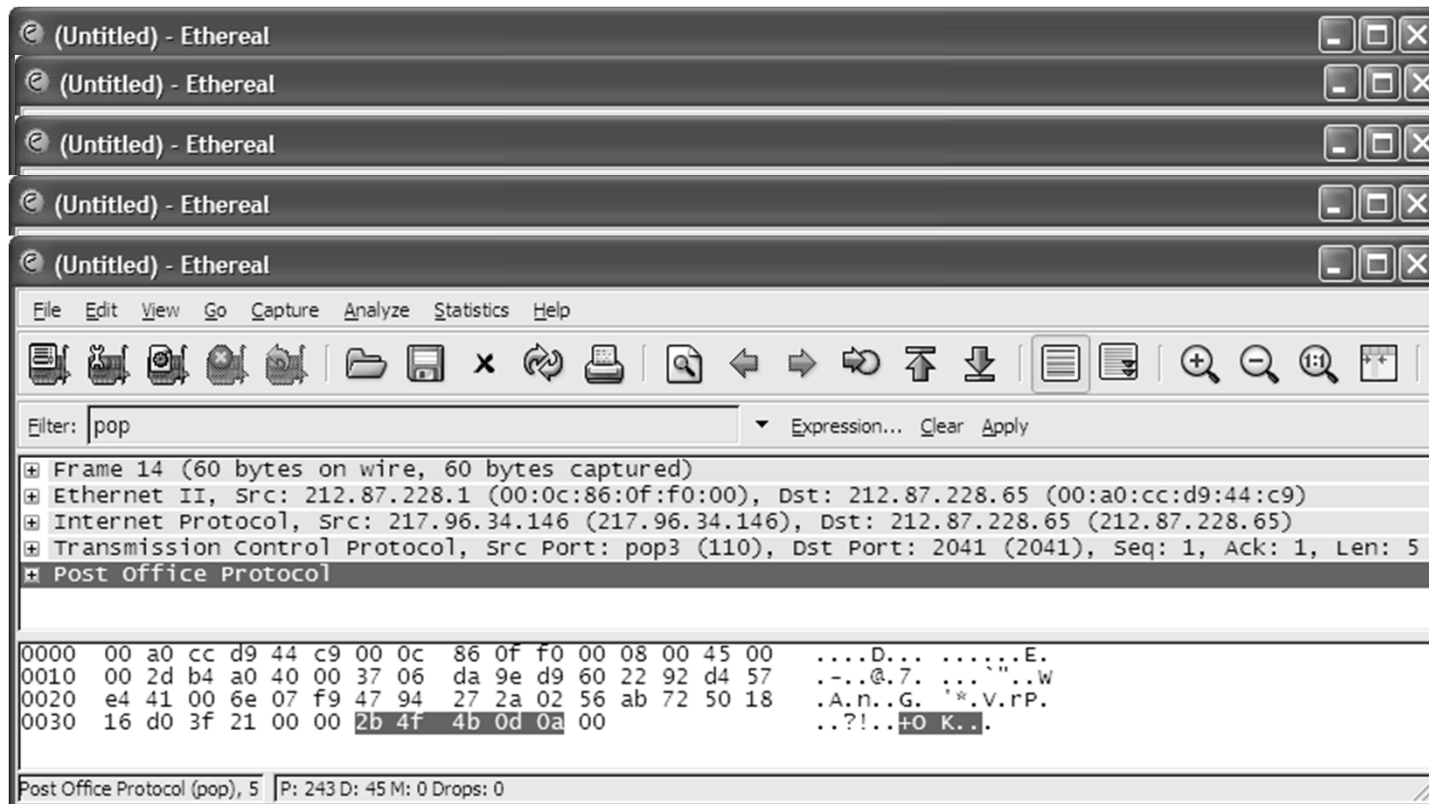 (Untitled) - Ethereal
(Untitled) - Ethereal
(Untitled) - Ethereal
(Untitled) - Ethereal
(Untitled) - Ethereal
File Edit View Go Capture Analyze Statistics Help
1:1
Filter: pop Expression... Clear Apply
Frame 14 (60 bytes on wire, 60 bytes captured)
Ethernet II, Src: 212.87.228.1 (00:0c:86:0f:f0:00), Dst: 212.87.228.65 (00:a0:cc:d9:44:c9)
Internet Protocol, Src: 217.96.34.146 (217.96.34.146), Dst: 212.87.228.65 (212.87.228.65)
Transmission Control Protocol, Src Port: pop3 (110), Dst Port: 2041 (2041), Seq: 1, Ack: 1, Len: 5
Post Office Protocol
0000 00 a0 cc d9 44 c9 00 0c 86 0f f0 00 08 00 45 00 ....D... ......E.
0010 00 2d b4 a0 40 00 37 06 da 9e d9 60 22 92 d4 57 .-..@.7. ...`"..W
0020 e4 41 00 6e 07 f9 47 94 27 2a 02 56 ab 72 50 18 .A.n..G. '*.V.rP.
0030 16 d0 3f 21 00 00 2b 4f 4b 0d 0a 00 ..?!..+O K...
Post Office Protocol (pop), 5 P: 243 D: 45 M: 0 Drops: 0